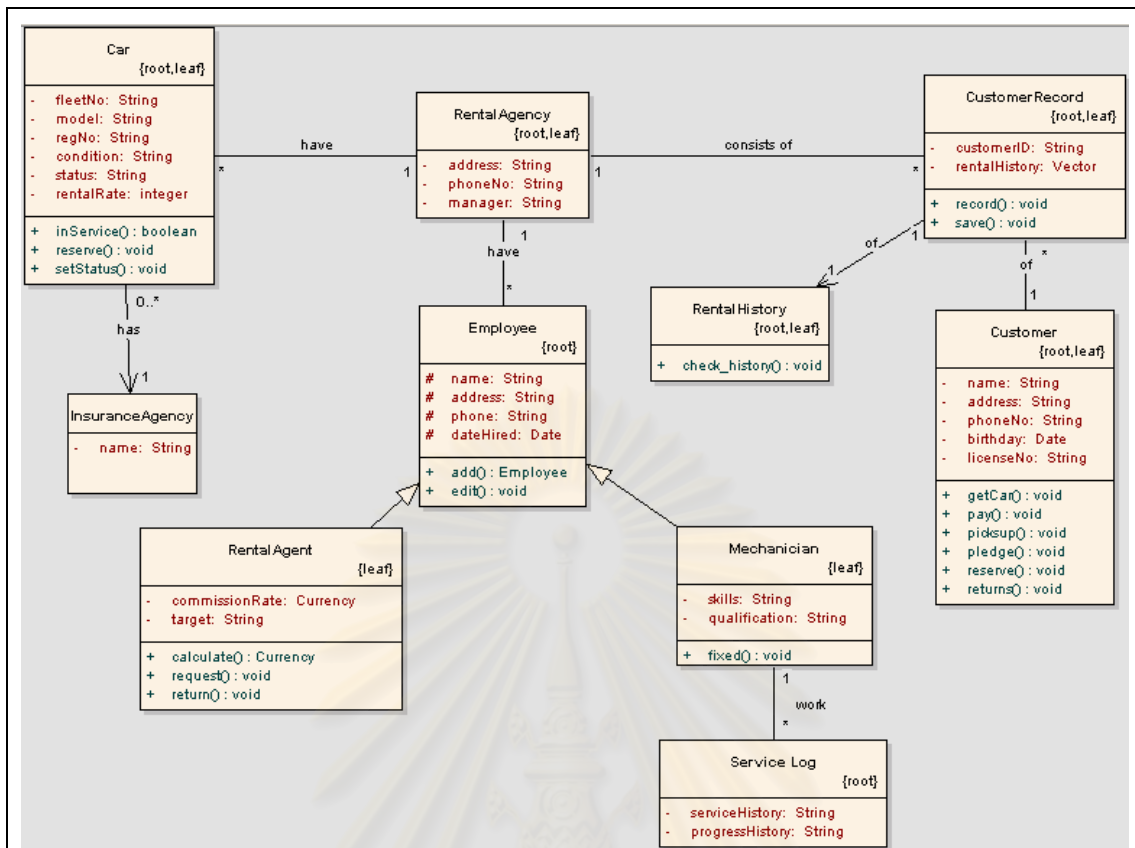 Car
{root,leaf}
- fleetNo: String
- model: String
- regNo: String
- condition: String
- status: String
- rentalRate: integer
+ inService() : boolean
+ reserve() : void
+ setStatus() : void
have
*
1
RentalAgency
{root,leaf}
- address: String
- phoneNo: String
- manager: String
consists of
1
*
CustomerRecord
{root,leaf}
- customerID: String
- rentalHistory: Vector
+ record() : void
+ save() : void
1
have
*
1
of
1
*
of
1
0..*
has
1
InsuranceAgency
- name: String
Employee
{root}
# name: String
# address: String
# phone: String
# dateHired: Date
+ add() : Employee
+ edit() : void
RentalHistory
{root,leaf}
+ check_history() : void
Customer
{root,leaf}
- name: String
- address: String
- phoneNo: String
- birthday: Date
- licenseNo: String
+ getCar() : void
+ pay() : void
+ picksup() : void
+ pledge() : void
+ reserve() : void
+ returns() : void
RentalAgent
{leaf}
- commissionRate: Currency
- target: String
+ calculate() : Currency
+ request() : void
+ return() : void
Mechanician
{leaf}
- skills: String
- qualification: String
+ fixed() : void
1
work
*
Service Log
{root}
- serviceHistory: String
- progressHistory: String